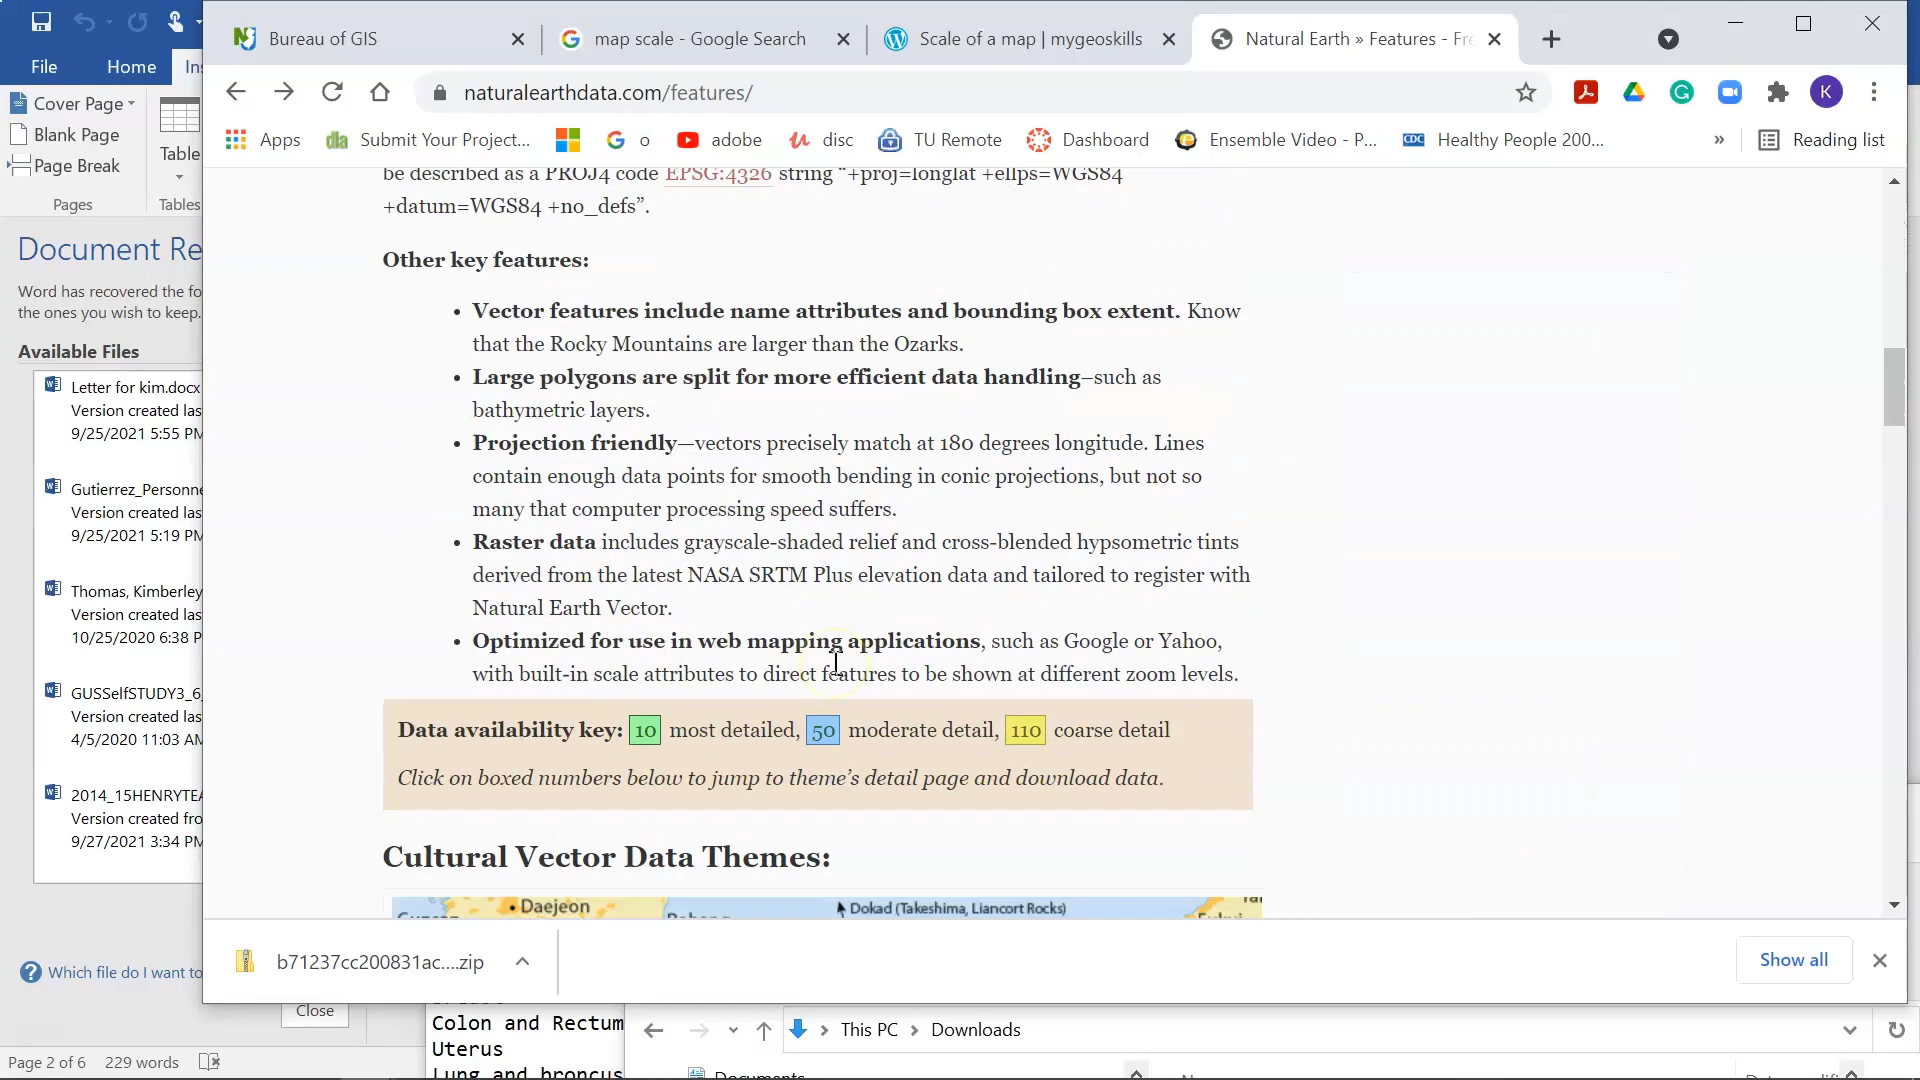 Bureau of GIS
map scale - Google Search
Scale of a map | mygeoskills
Natural Earth » Features - Fre
File
Home
Ins
naturalearthdata.com/features/
K
Cover Page
Blank Page
Page Break
Table
Pages
Tables
Apps
dla Submit Your Project...
o
adobe
disc
TU Remote
Dashboard
Ensemble Video - P...
CDC Healthy People 200...
»
Reading list
be described as a PROJ4 code EPSG:4326 string “+proj=longlat +ellps=WGS84
+datum=WGS84 +no_defs”.
Other key features:
• Vector features include name attributes and bounding box extent. Know
that the Rocky Mountains are larger than the Ozarks.
• Large polygons are split for more efficient data handling–such as
bathymetric layers.
• Projection friendly—vectors precisely match at 180 degrees longitude. Lines
contain enough data points for smooth bending in conic projections, but not so
many that computer processing speed suffers.
• Raster data includes grayscale-shaded relief and cross-blended hypsometric tints
derived from the latest NASA SRTM Plus elevation data and tailored to register with
Natural Earth Vector.
• Optimized for use in web mapping applications, such as Google or Yahoo,
with built-in scale attributes to direct features to be shown at different zoom levels.
Data availability key: 10 most detailed, 50 moderate detail, 110 coarse detail
Click on boxed numbers below to jump to theme’s detail page and download data.
Cultural Vector Data Themes:
Daejeon
Dokad (Takeshima, Liancort Rocks)
Document Re
Word has recovered the fo
the ones you wish to keep.
Available Files
Letter for kim.docx
Version created las
9/25/2021 5:55 PM
Gutierrez_Personne
Version created las
9/25/2021 5:19 PM
Thomas, Kimberley
Version created las
10/25/2020 6:38 P
GUSSelfSTUDY3_6_
Version created las
4/5/2020 11:03 AM
2014_15HENRYTEA
Version created fro
9/27/2021 3:34 PM
Which file do I want to
Close
b71237cc200831ac....zip
Show all
Colon and Rectum
Uterus
Lung and bronchus
This PC > Downloads
Documents
Page 2 of 6 229 words